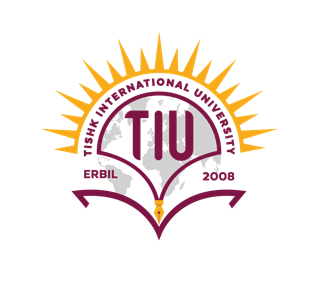 TISHK INTERNATIONAL UNIVERSITY
TIU
ERBIL
2008